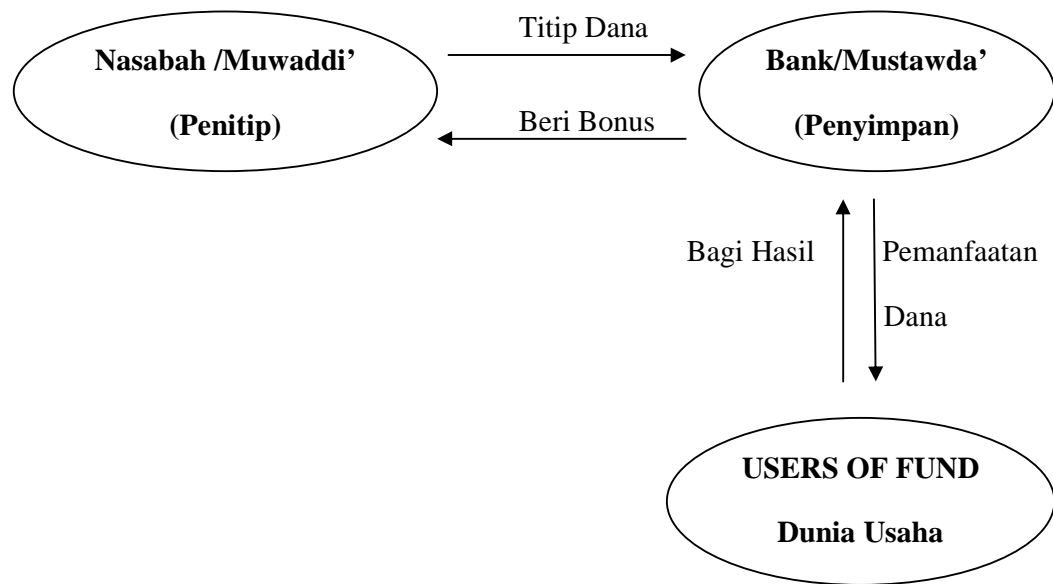 Titip Dana
Nasabah /Muwaddi’
(Penitip)
Bank/Mustawda’
(Penyimpan)
Beri Bonus
Bagi Hasil
Pemanfaatan
Dana
USERS OF FUND
Dunia Usaha